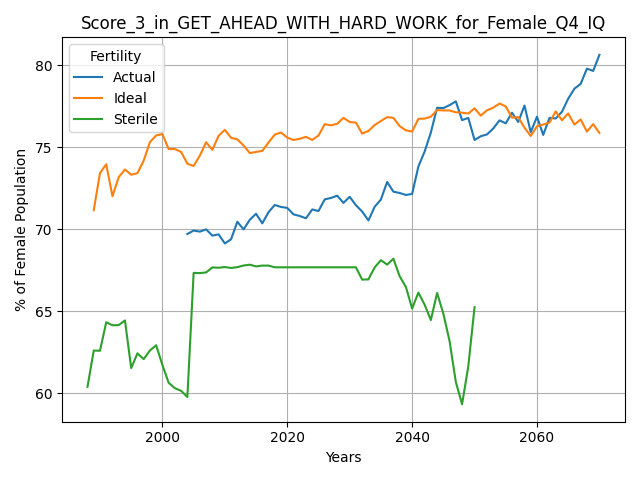 Score_3_in_GET_AHEAD_WITH_HARD_WORK_for_Female_Q4_IQ
Fertility
Actual
Ideal
Sterile
% of Female Population
80
75
70
65
60
2000
2020
2040
2060
Years